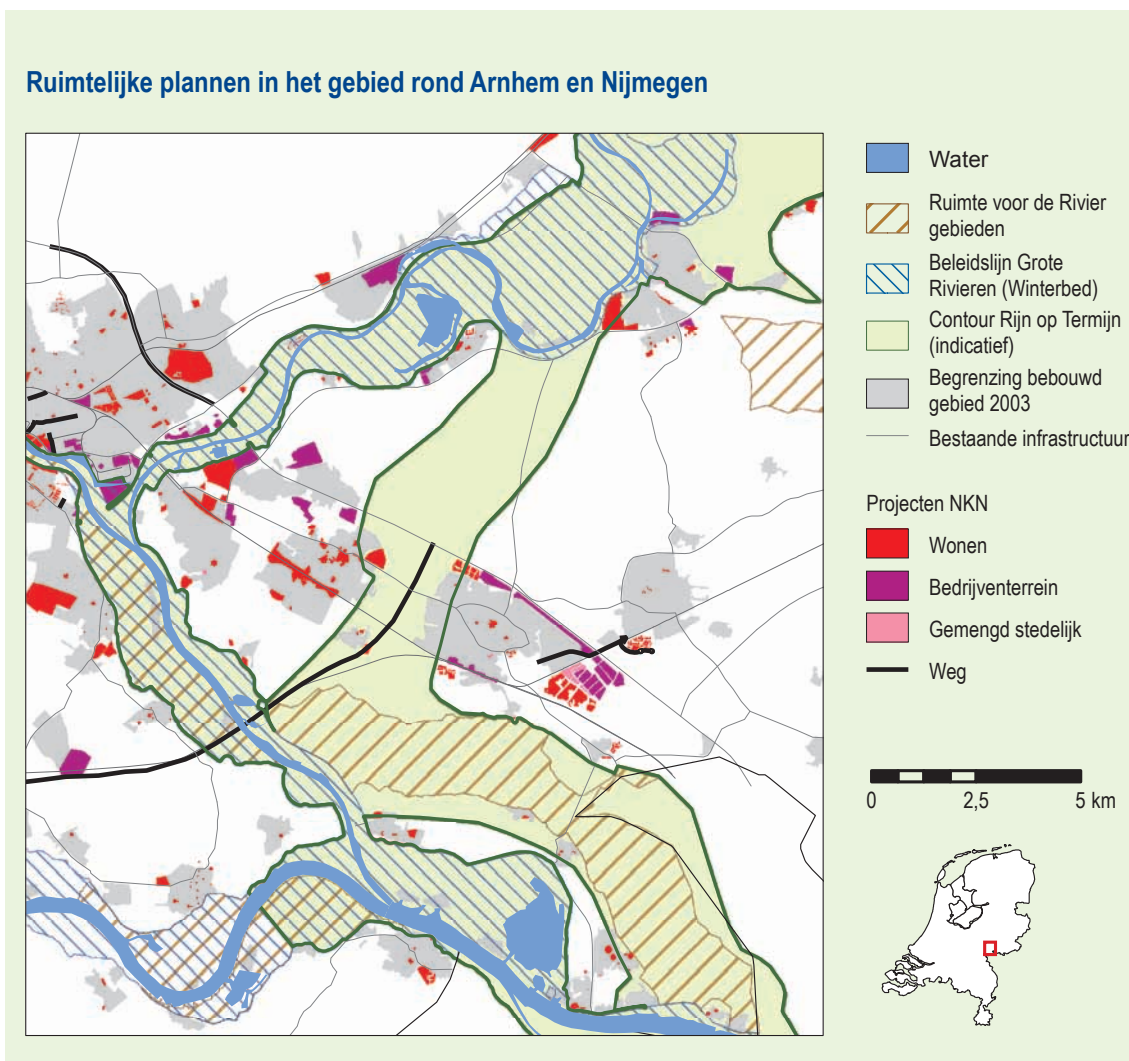 Ruimtelijke plannen in het gebied rond Arnhem en Nijmegen
Water
Ruimte voor de Rivier
gebieden
Beleidslijn Grote
Rivieren (Winterbed)
Contour Rijn op Termijn
(indicatief)
Begrenzing bebouwd
gebied 2003
Bestaande infrastructuur
Projecten NKN
Wonen
Bedrijventerrein
Gemengd stedelijk
Weg
0 2,5 5 km